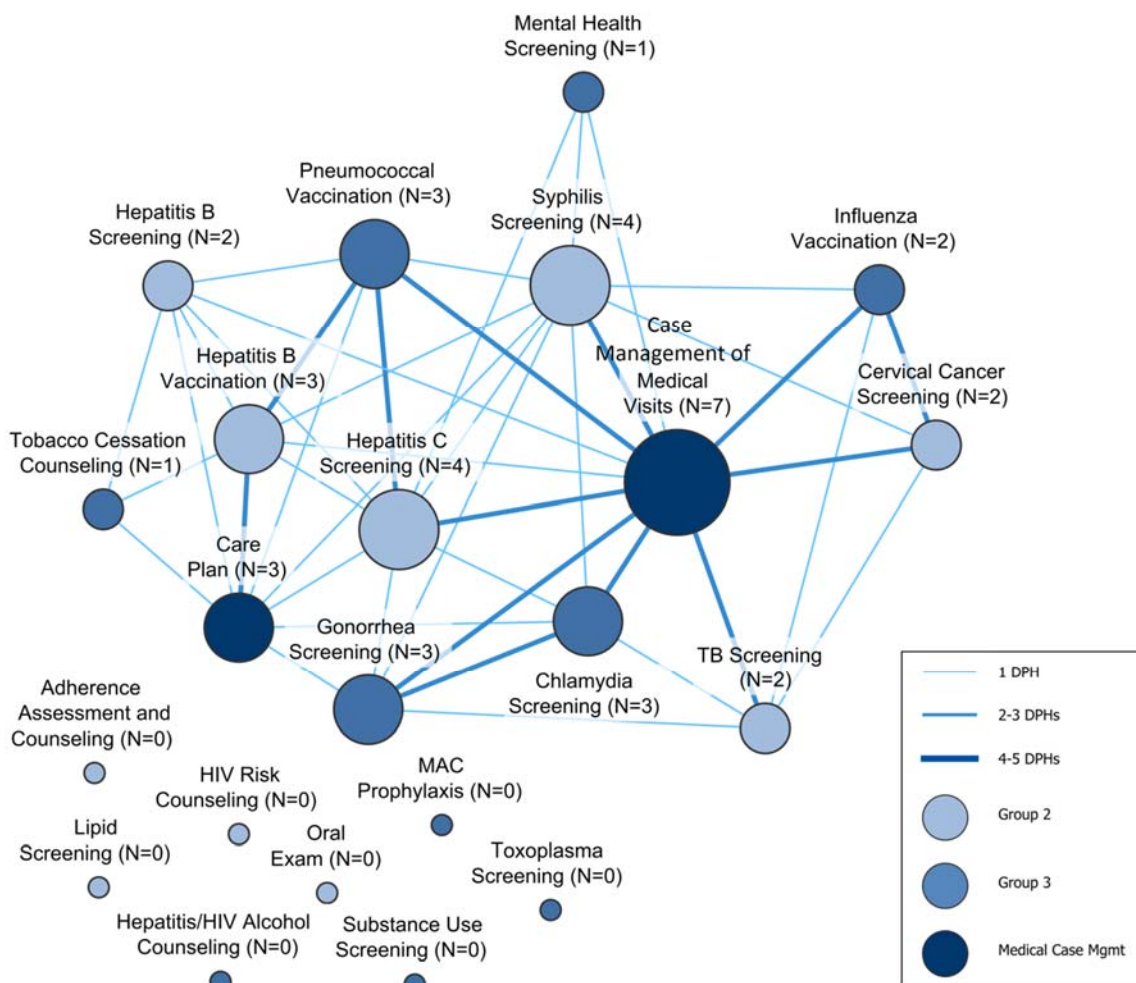 Mental Health
Screening (N=1)
Pneumococcal
Vaccination (N=3)
Syphilis
Screening (N=4)
Hepatitis B
Screening (N=2)
Influenza
Vaccination (N=2)
Case
Management of
Medical
Visits (N=7)
Hepatitis B
Vaccination (N=3)
Cervical Cancer
Screening (N=2)
Tobacco Cessation
Counseling (N=1)
Hepatitis C
Screening (N=4)
Care
Plan (N=3)
Gonorrhea
Screening (N=3)
Chlamydia
Screening (N=3)
TB Screening
(N=2)
Adherence
Assessment and
Counseling (N=0)
HIV Risk
Counseling (N=0)
MAC
Prophylaxis (N=0)
Lipid
Screening (N=0)
Oral
Exam (N=0)
Toxoplasma
Screening (N=0)
Hepatitis/HIV Alcohol
Counseling (N=0)
Substance Use
Screening (N=0)
1 DPH
2-3 DPHs
4-5 DPHs
Group 2
Group 3
Medical Case Mgmt